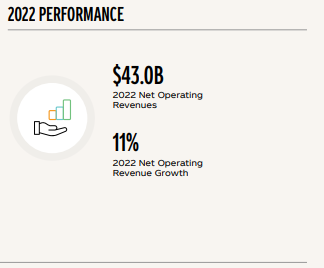 2022 PERFORMANCE
$43.0B
2022 Net Operating
Revenues
11%
2022 Net Operating
Revenue Growth